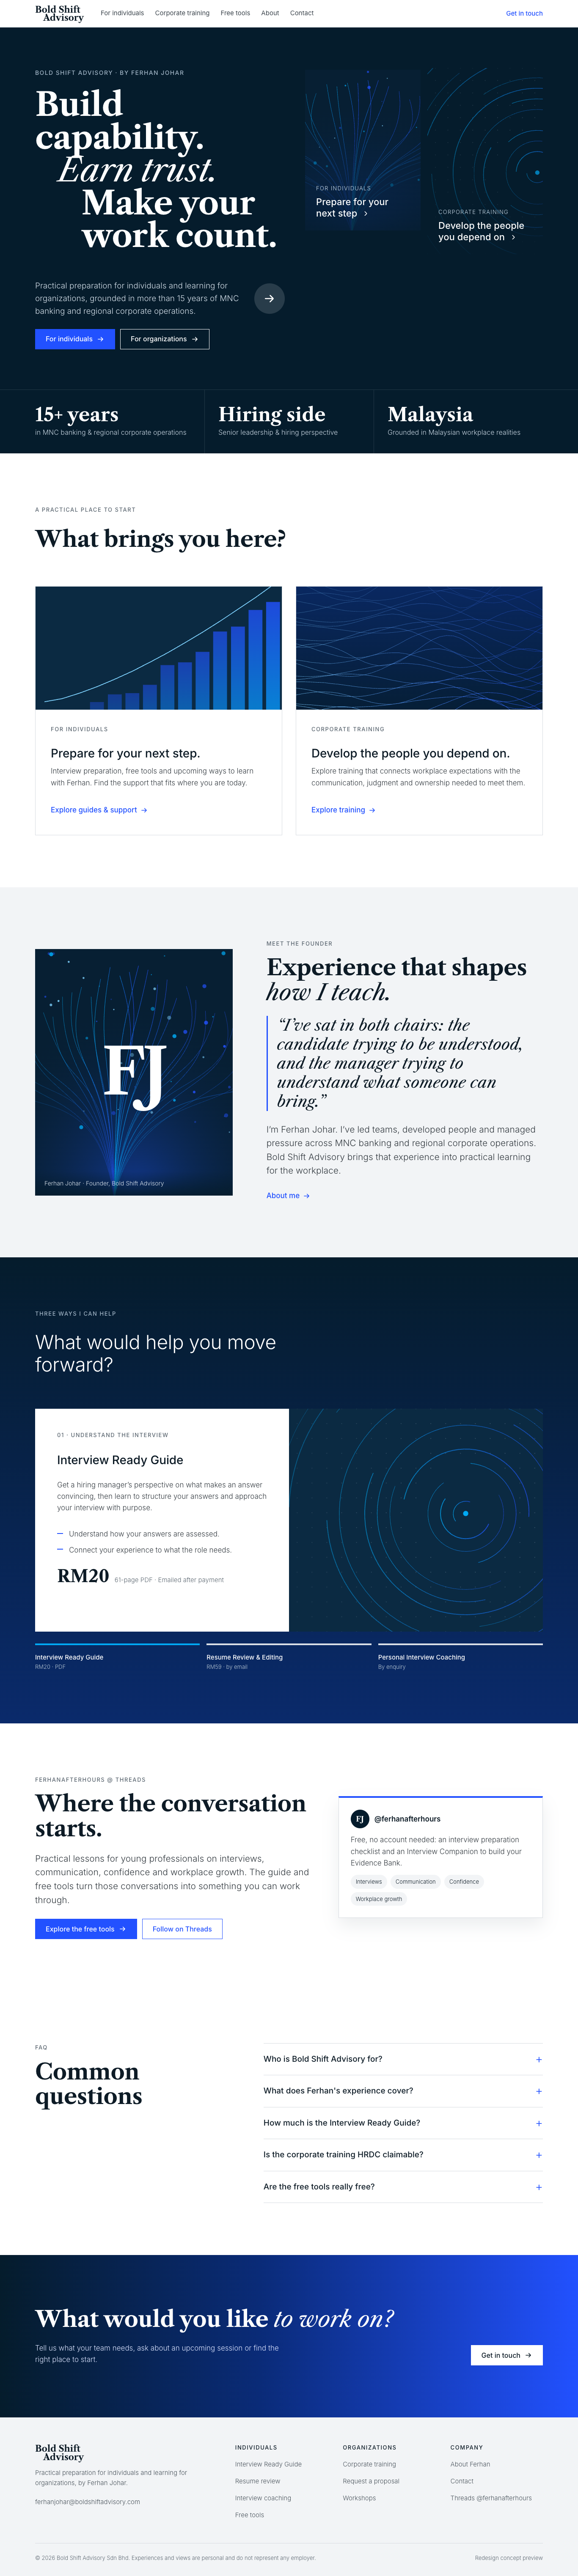 Bold Shift
Advisory
For Individuals
Corporate training
Free tools
About
Contact
Get in touch
BOLD SHIFT ADVISORY · BY FERHAN JOHAR
Build
capability.
Earn trust.
Make your
work count.
FOR INDIVIDUALS
Prepare for your
next step
CORPORATE TRAINING
Develop the people
you depend on
Practical preparation for individuals and learning for
organizations, grounded in more than 15 years of MNC
banking and regional corporate operations.
For individuals →
For organizations →
15+ years
in MNC banking & regional corporate operations
Hiring side
Senior leadership & hiring perspective
Malaysia
Grounded in Malaysian workplace realities
A PRACTICAL PLACE TO START
What brings you here?
FOR INDIVIDUALS
Prepare for your next step.
Interview preparation, free tools and upcoming ways to learn
with Ferhan. Find the support that fits where you are today.
Explore guides & support →
CORPORATE TRAINING
Develop the people you depend on.
Explore training that connects workplace expectations with the
communication, judgment and ownership needed to meet them.
Explore training →
FJ
Ferhan Johar · Founder, Bold Shift Advisory
MEET THE FOUNDER
Experience that shapes
how I teach.
“I’ve sat in both chairs: the
candidate trying to be understood,
and the manager trying to
understand what someone can
bring.”
I’m Ferhan Johar. I’ve led teams, developed people and managed
pressure across MNC banking and regional corporate operations.
Bold Shift Advisory brings that experience into practical learning
for the workplace.
About me →
THREE WAYS I CAN HELP
What would help you move
forward?
01 · UNDERSTAND THE INTERVIEW
Interview Ready Guide
Get a hiring manager’s perspective on what makes an answer
convincing, then learn to structure your answers and approach
your interview with purpose.
Understand how your answers are assessed.
Connect your experience to what the role needs.
RM20 61-page PDF · Emailed after payment
Interview Ready Guide
RM20 · PDF
Resume Review & Editing
RM59 · by email
Personal Interview Coaching
By enquiry
FERHANAFTERHOURS @ THREADS
Where the conversation
starts.
Practical lessons for young professionals on interviews,
communication, confidence and workplace growth. The guide and
free tools turn those conversations into something you can work
through.
Explore the free tools →
Follow on Threads
FJ @ferhanafterhours
Free, no account needed: an interview preparation
checklist and an Interview Companion to build your
Evidence Bank.
Interviews
Communication
Confidence
Workplace growth
FAQ
Common
questions
Who is Bold Shift Advisory for? +
What does Ferhan's experience cover? +
How much is the Interview Ready Guide? +
Is the corporate training HRDC claimable? +
Are the free tools really free? +
What would you like to work on?
Tell us what your team needs, ask about an upcoming session or find the
right place to start.
Get in touch →
Bold Shift
Advisory
Practical preparation for individuals and learning for
organizations, by Ferhan Johar.
ferhanjohar@boldshiftadvisory.com
INDIVIDUALS
Interview Ready Guide
Resume review
Interview coaching
Free tools
ORGANIZATIONS
Corporate training
Request a proposal
Workshops
COMPANY
About Ferhan
Contact
Threads @ferhanafterhours
© 2026 Bold Shift Advisory Sdn Bhd. Experiences and views are personal and do not represent any employer.
Redesign concept preview